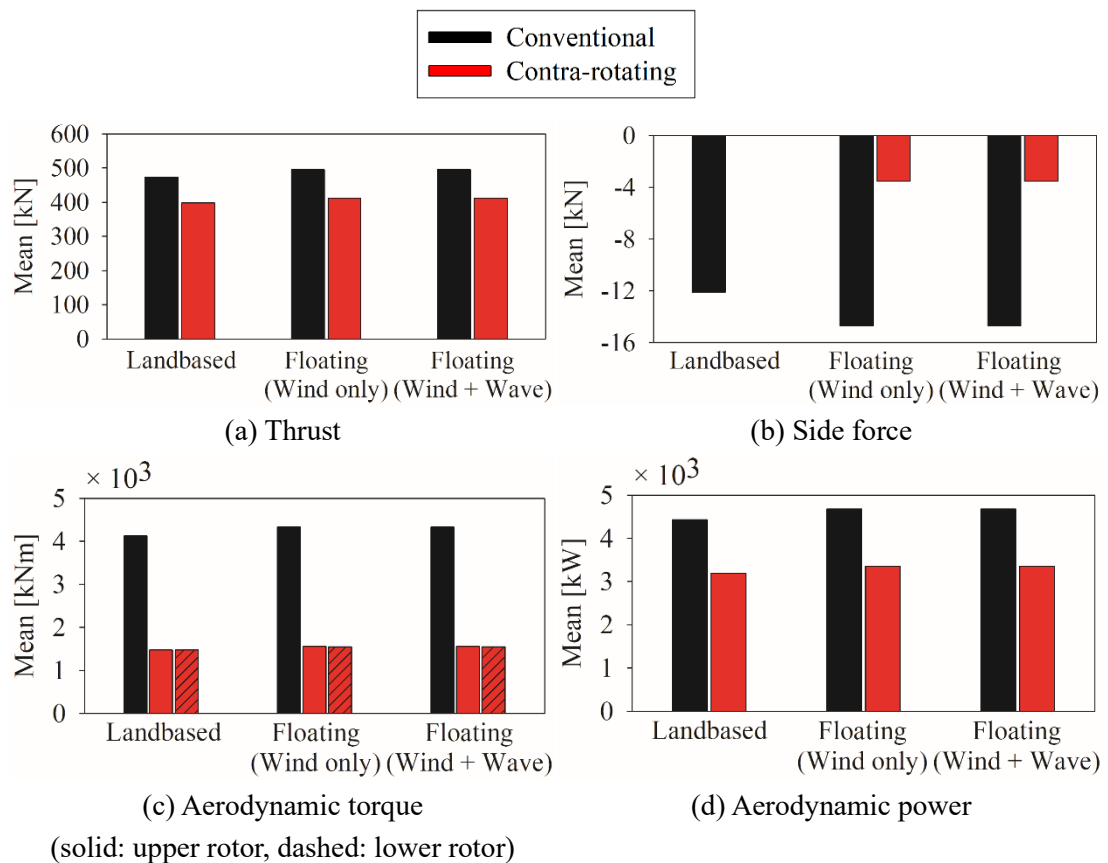 Conventional
Contra-rotating
600
500
400
300
200
100
0
Mean [kN]
Landbased
Floating
(Wind only)
Floating
(Wind + Wave)
(a) Thrust
0
-4
-8
-12
-16
Mean [kN]
Landbased
Floating
(Wind only)
Floating
(Wind + Wave)
(b) Side force
× 10³
5
4
3
2
1
0
Mean [kNm]
Landbased
Floating
(Wind only)
Floating
(Wind + Wave)
(c) Aerodynamic torque
(solid: upper rotor, dashed: lower rotor)
× 10³
5
4
3
2
1
0
Mean [kW]
Landbased
Floating
(Wind only)
Floating
(Wind + Wave)
(d) Aerodynamic power